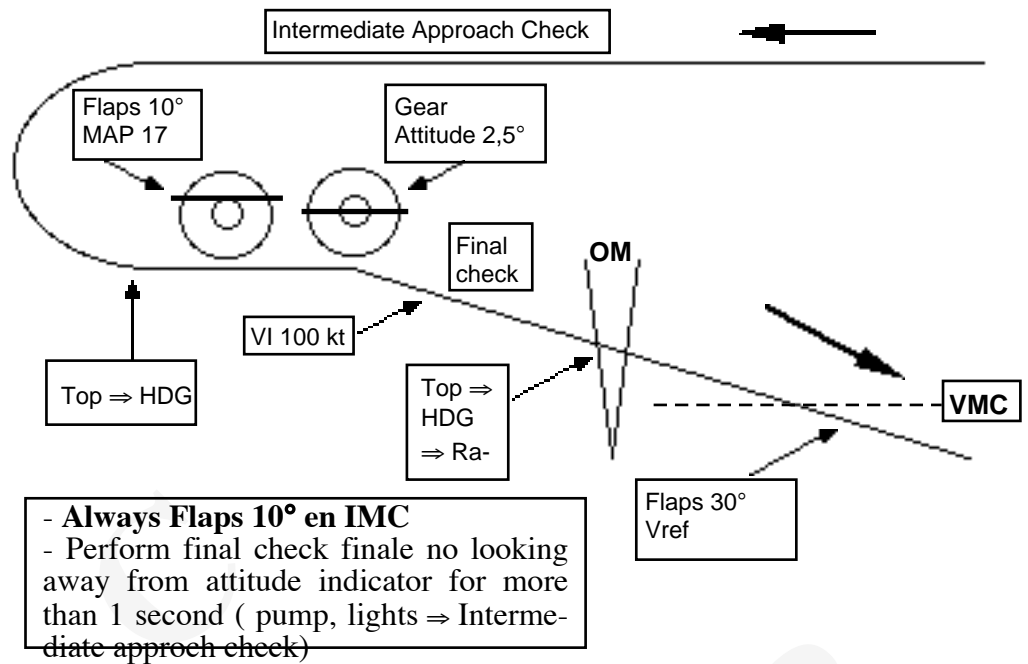 Intermediate Approach Check
Flaps 10°
MAP 17
Gear
Attitude 2,5°
Final
check
OM
VI 100 kt
Top ⇒ HDG
Top ⇒
HDG
⇒ Ra-
VMC
Flaps 30°
Vref
- Always Flaps 10° en IMC
- Perform final check finale no looking
away from attitude indicator for more
than 1 second ( pump, lights ⇒ Interme-
diate approch check)